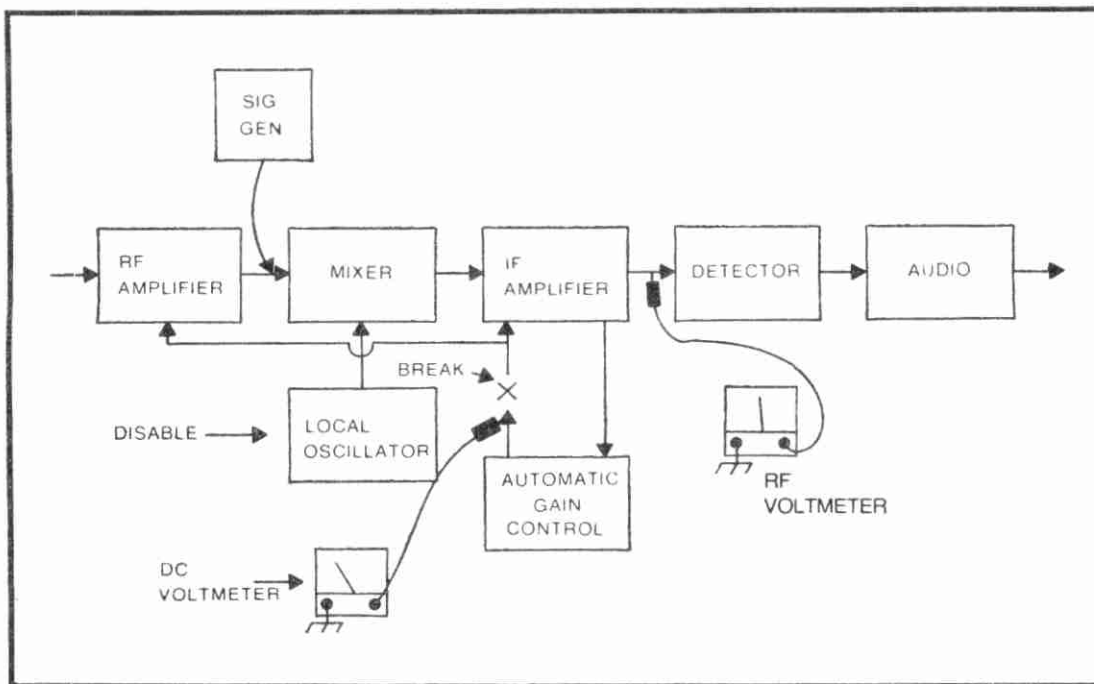 SIG
GEN
RF
AMPLIFIER
MIXER
IF
AMPLIFIER
DETECTOR
AUDIO
BREAK
DISABLE
LOCAL
OSCILLATOR
AUTOMATIC
GAIN
CONTROL
RF
VOLTMETER
DC
VOLTMETER